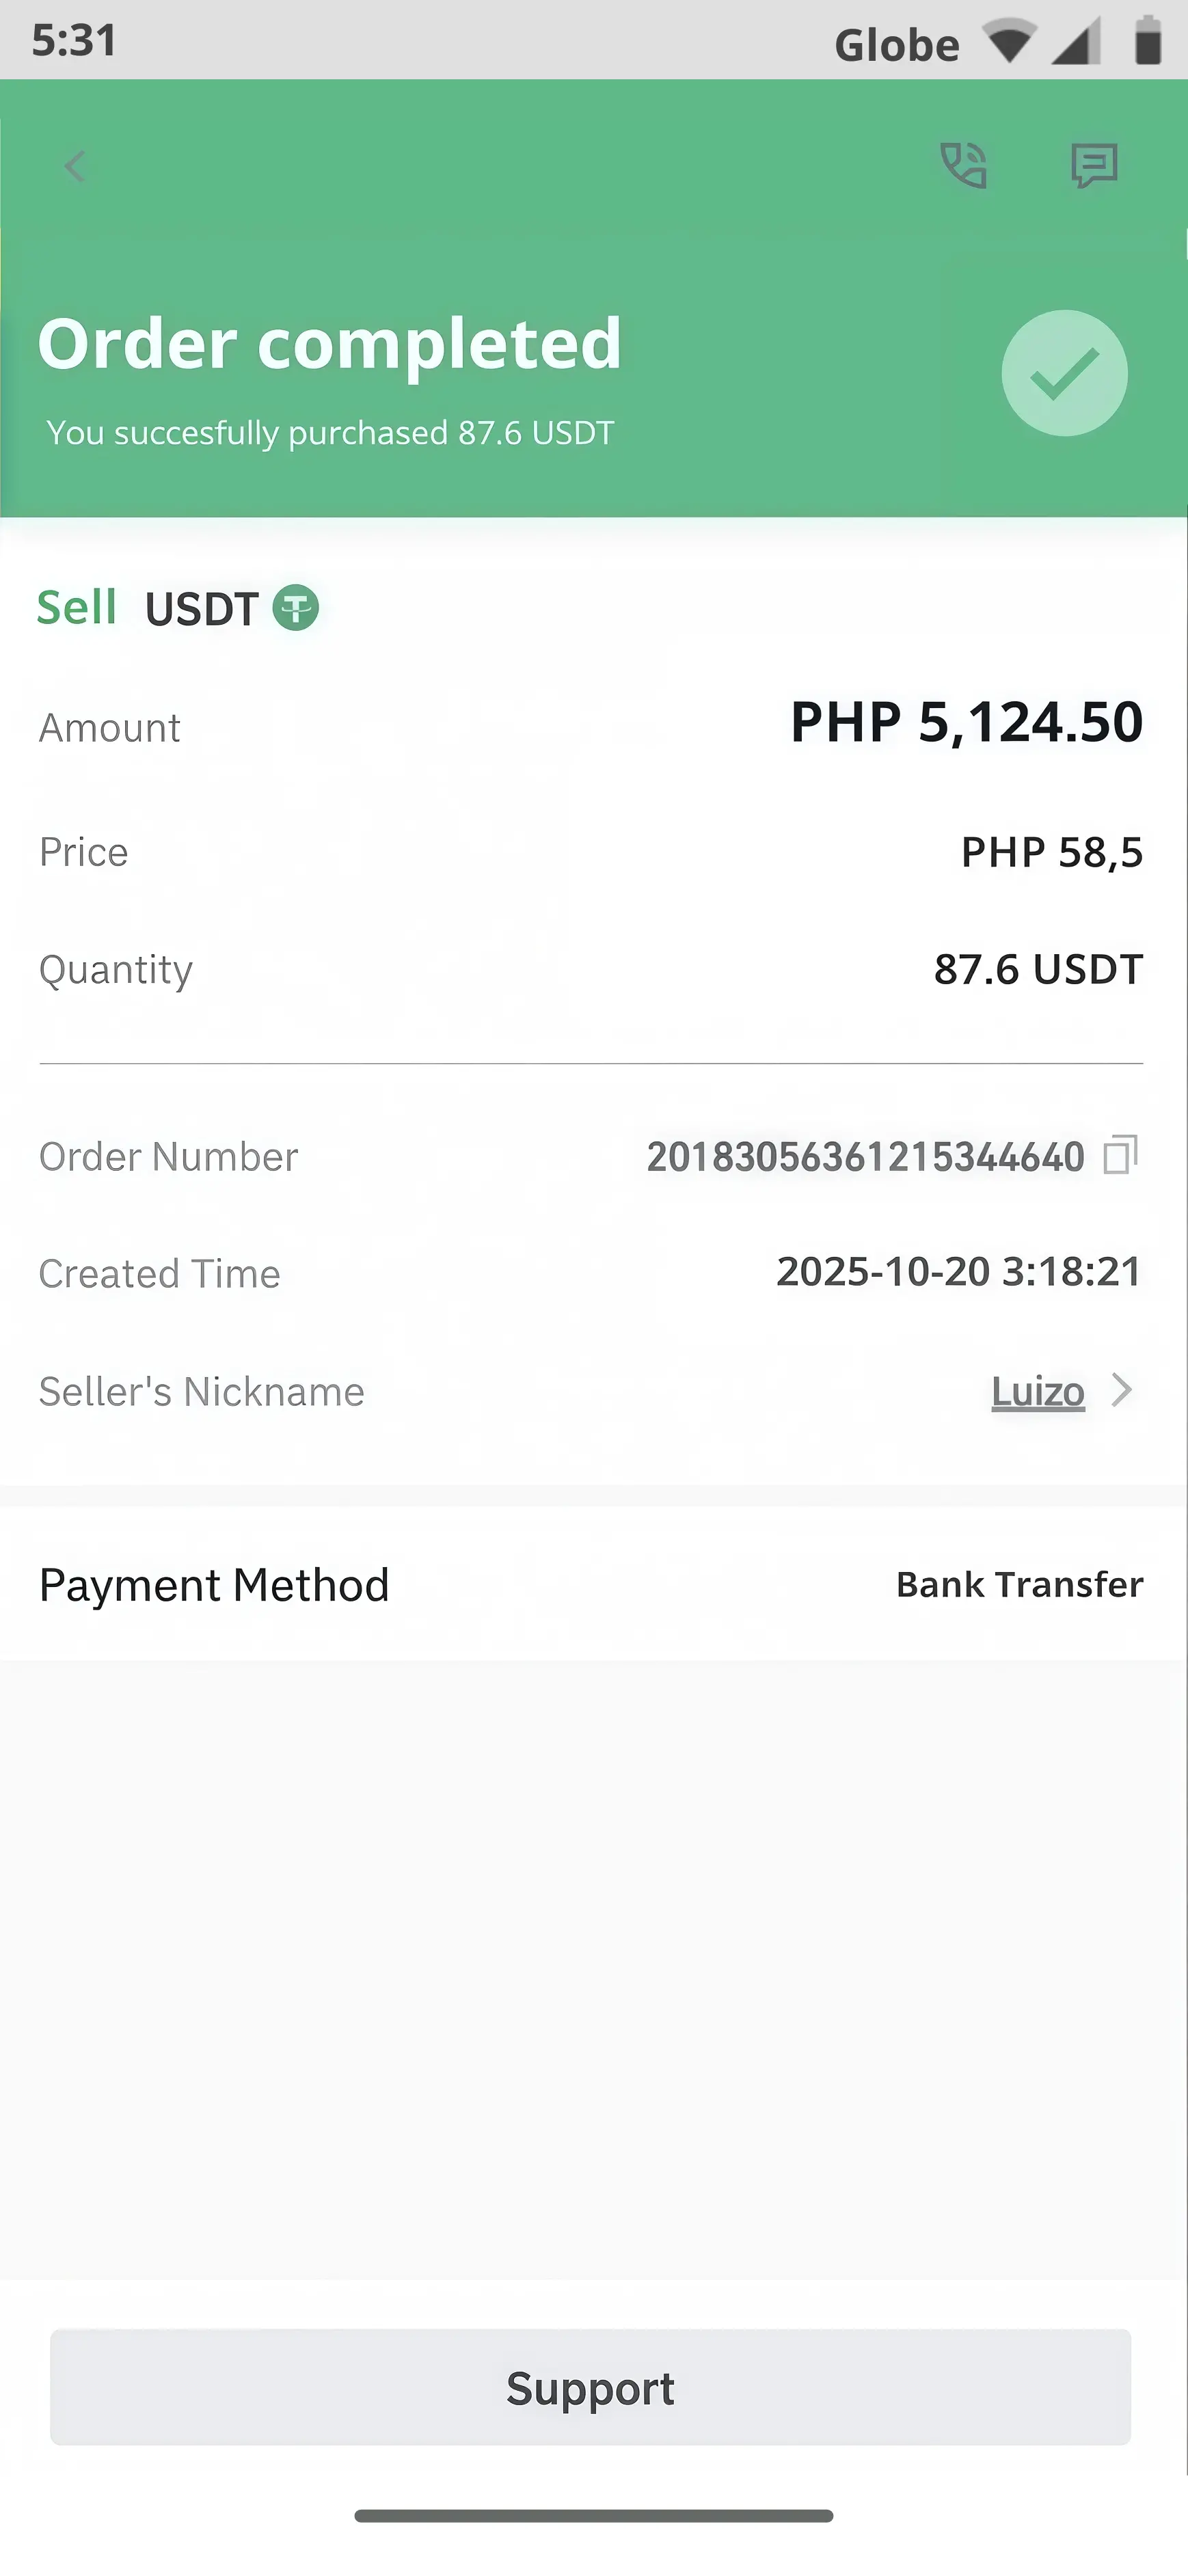 5:31 Globe
Order completed
You succesfully purchased 87.6 USDT
Sell USDT
Amount PHP 5,124.50
Price PHP 58,5
Quantity 87.6 USDT
Order Number 20183056361215344640
Created Time 2025-10-20 3:18:21
Seller's Nickname Luizo
Payment Method Bank Transfer
Support